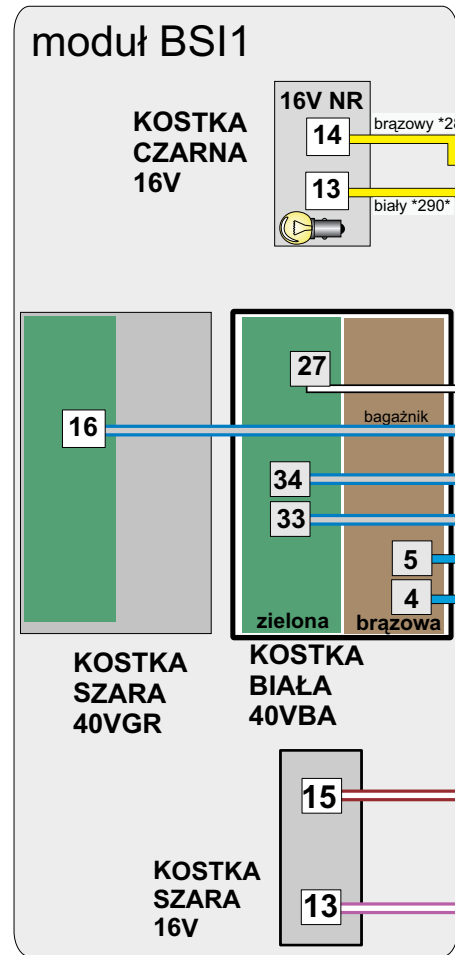 moduł BSI1
KOSTKA
CZARNA
16V
16V NR
14
brązowy *28
13
biały *290*
27
16
bagażnik
34
33
5
4
zielona
brązowa
KOSTKA
SZARA
40VGR
KOSTKA
BIAŁA
40VBA
15
KOSTKA
SZARA
16V
13